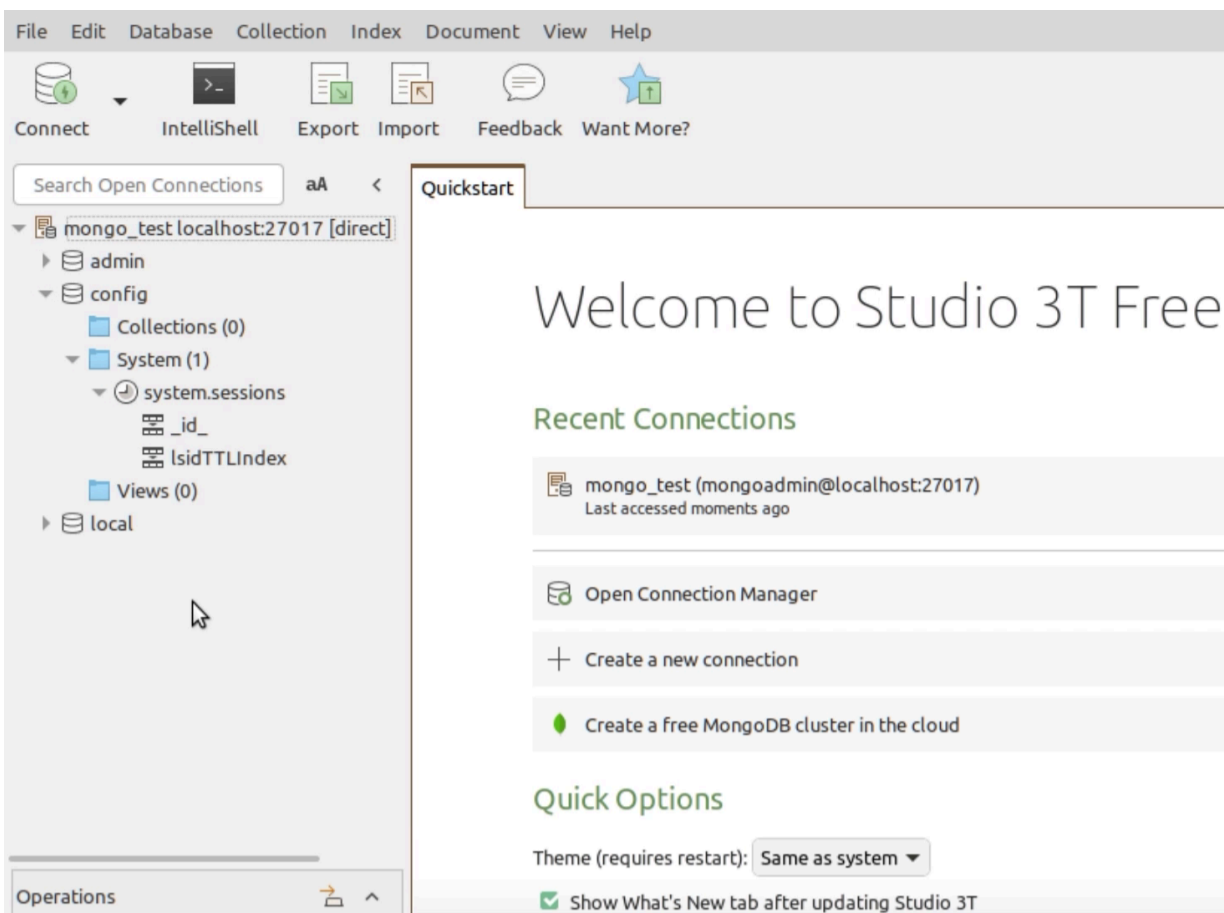 File Edit Database Collection Index Document View Help
Connect IntelliShell Export Import Feedback Want More?
Search Open Connections aA
Quickstart
mongo_test localhost:27017 [direct]
admin
config
Collections (0)
System (1)
system.sessions
_id_
lsidTTLIndex
Views (0)
local
Operations
Welcome to Studio 3T Free
Recent Connections
mongo_test (mongoadmin@localhost:27017)
Last accessed moments ago
Open Connection Manager
Create a new connection
Create a free MongoDB cluster in the cloud
Quick Options
Theme (requires restart): Same as system
Show What's New tab after updating Studio 3T